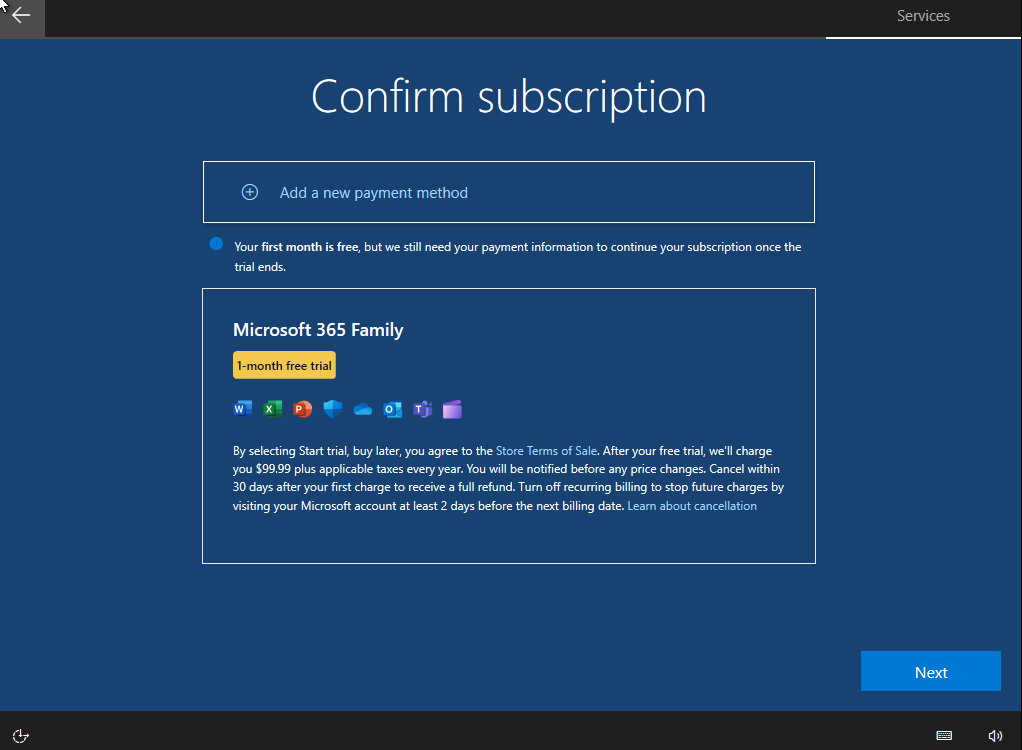 Services
Confirm subscription
Add a new payment method
Your first month is free, but we still need your payment information to continue your subscription once the
trial ends.
Microsoft 365 Family
1-month free trial
By selecting Start trial, buy later, you agree to the Store Terms of Sale. After your free trial, we'll charge
you $99.99 plus applicable taxes every year. You will be notified before any price changes. Cancel within
30 days after your first charge to receive a full refund. Turn off recurring billing to stop future charges by
visiting your Microsoft account at least 2 days before the next billing date. Learn about cancellation
Next